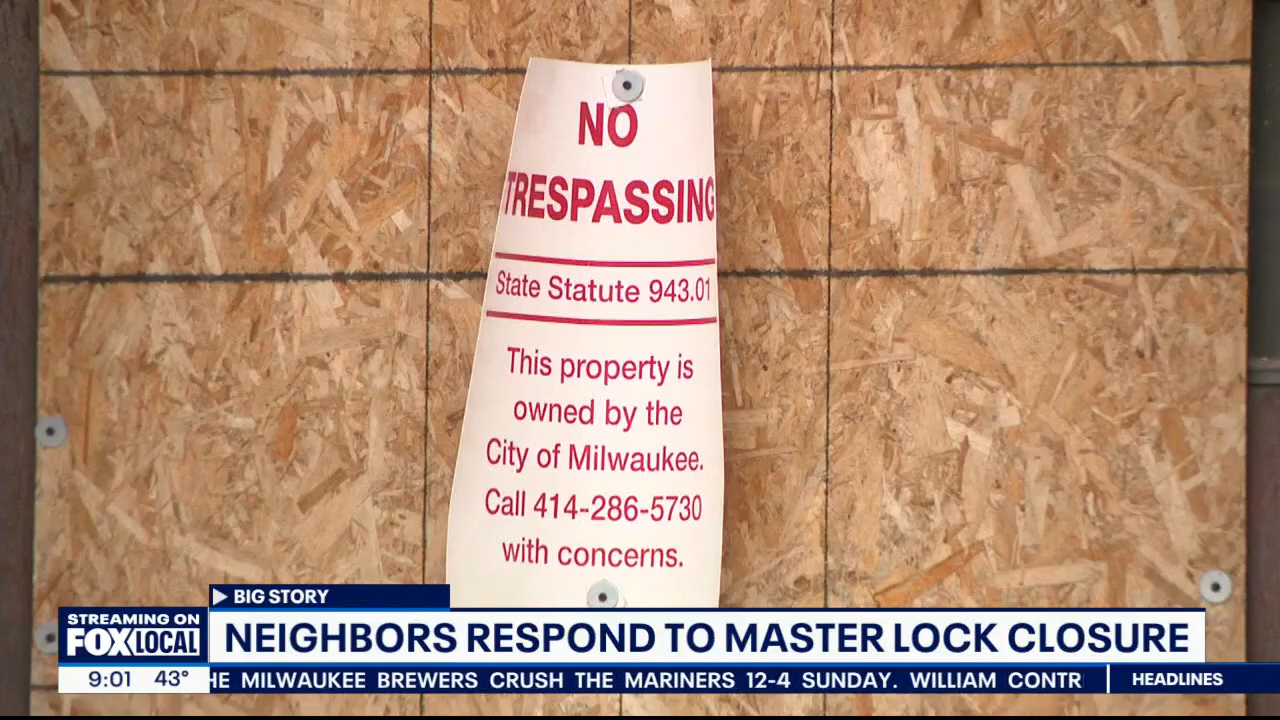 NO
TRESPASSING
State Statute 943.01
This property is
owned by the
City of Milwaukee.
Call 414-286-5730
with concerns.
BIG STORY
STREAMING ON
FOX LOCAL
NEIGHBORS RESPOND TO MASTER LOCK CLOSURE
9:01 43° HE MILWAUKEE BREWERS CRUSH THE MARINERS 12-4 SUNDAY. WILLIAM CONTR HEADLINES